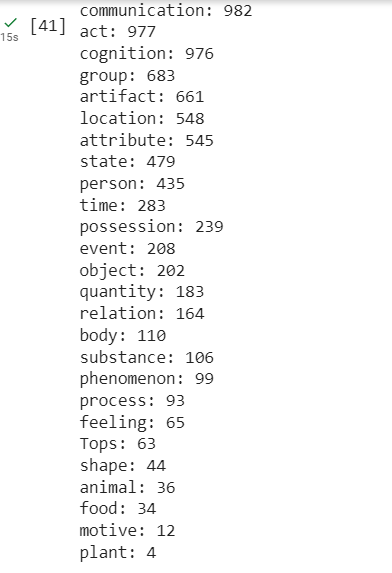 communication: 982
[41] act: 977
15s
cognition: 976
group: 683
artifact: 661
location: 548
attribute: 545
state: 479
person: 435
time: 283
possession: 239
event: 208
object: 202
quantity: 183
relation: 164
body: 110
substance: 106
phenomenon: 99
process: 93
feeling: 65
Tops: 63
shape: 44
animal: 36
food: 34
motive: 12
plant: 4